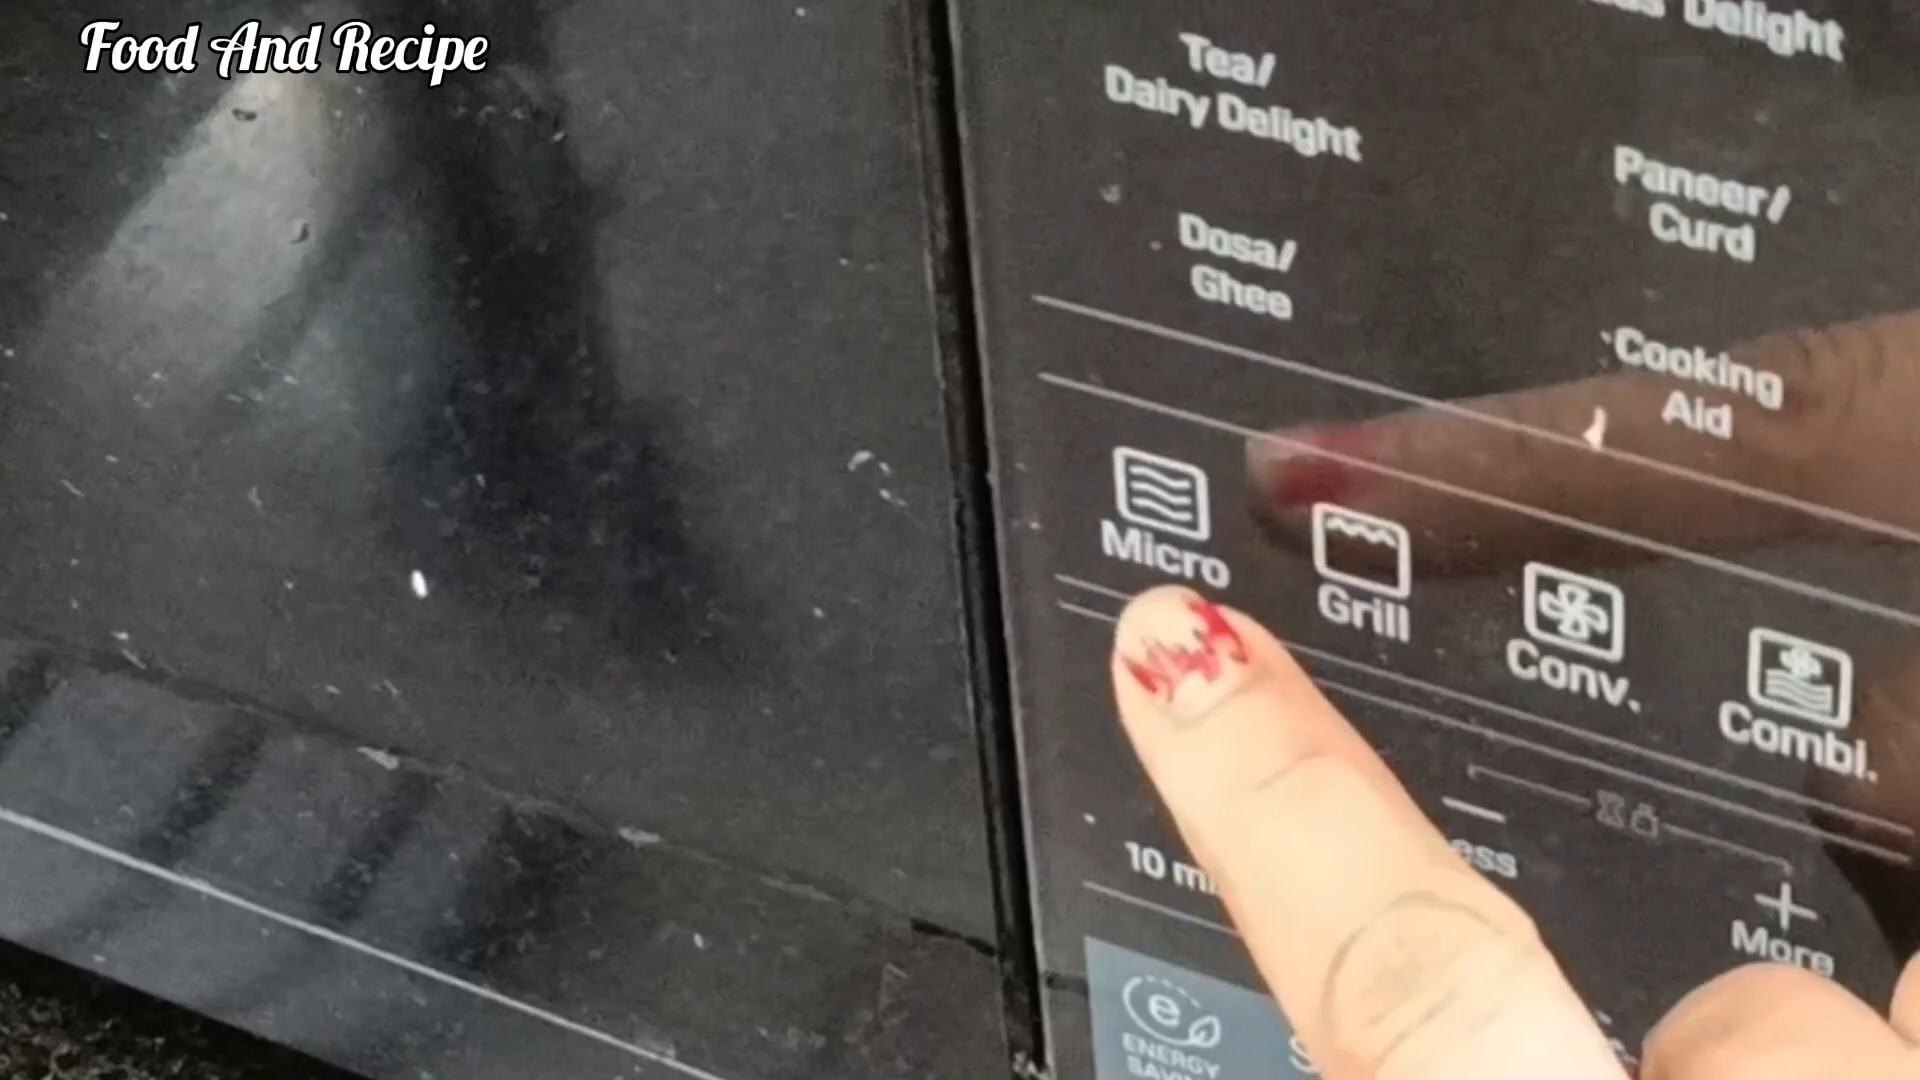 Food And Recipe
Delight
Tea/
Dairy Delight
Paneer/
Curd
Dosa/
Ghee
Cooking
Aid
Micro
Grill
Conv.
Combi.
10
More
e
ENERGY